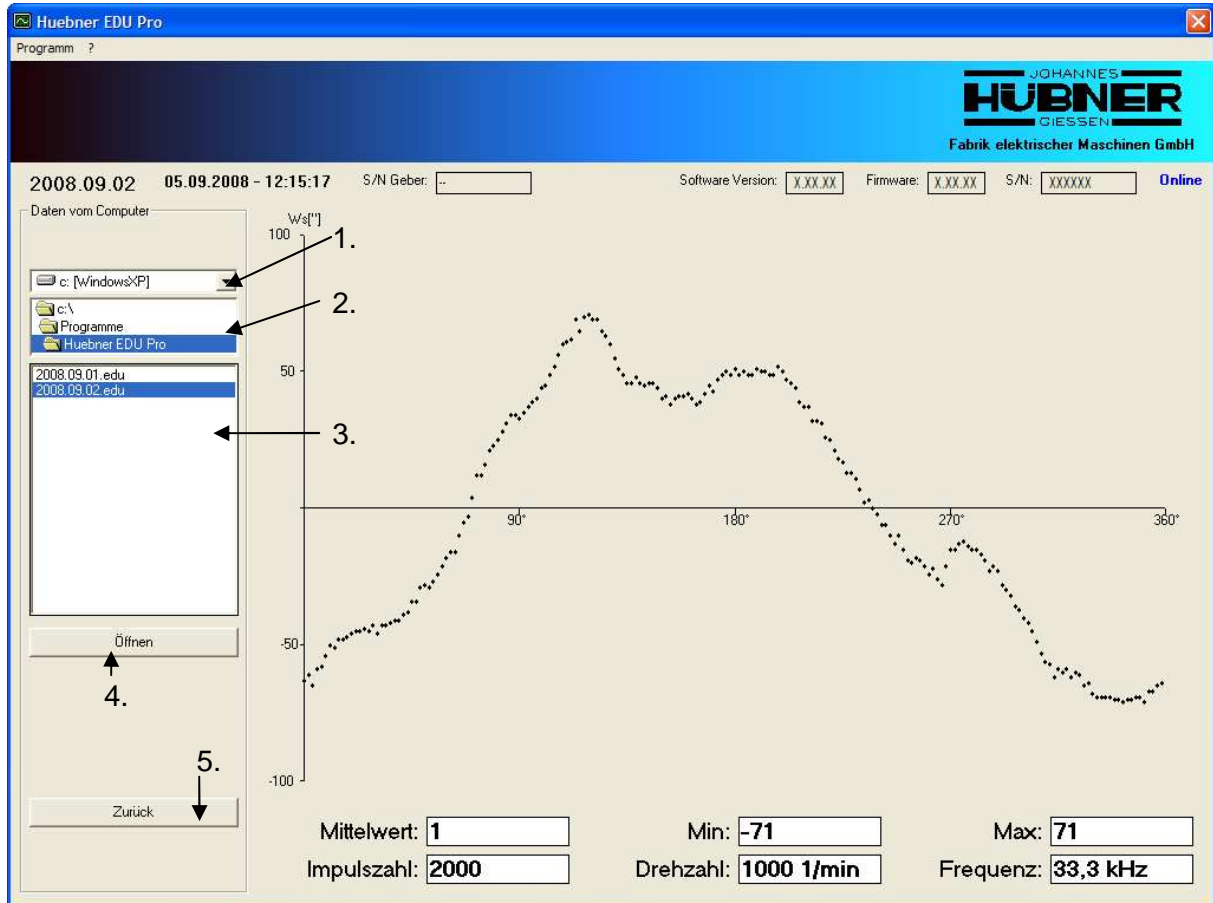 Huebner EDU Pro
Programm ?
JOHANNES
HÜBNER
GIESSEN
Fabrik elektrischer Maschinen GmbH
2008.09.02 05.09.2008 - 12:15:17 S/N Geber: -- Software Version: X.XX.XX Firmware: X.XX.XX S/N: XXXXXX Online
Daten vom Computer
c: [WindowsXP]
c:\
Programme
Huebner EDU Pro
2008.09.01.edu
2008.09.02.edu
Öffnen
Zurück
1.
2.
3.
4.
5.
Ws["]
100
50
-50
-100
90° 180° 270° 360°
Mittelwert: 1 Min: -71 Max: 71
Impulszahl: 2000 Drehzahl: 1000 1/min Frequenz: 33,3 kHz